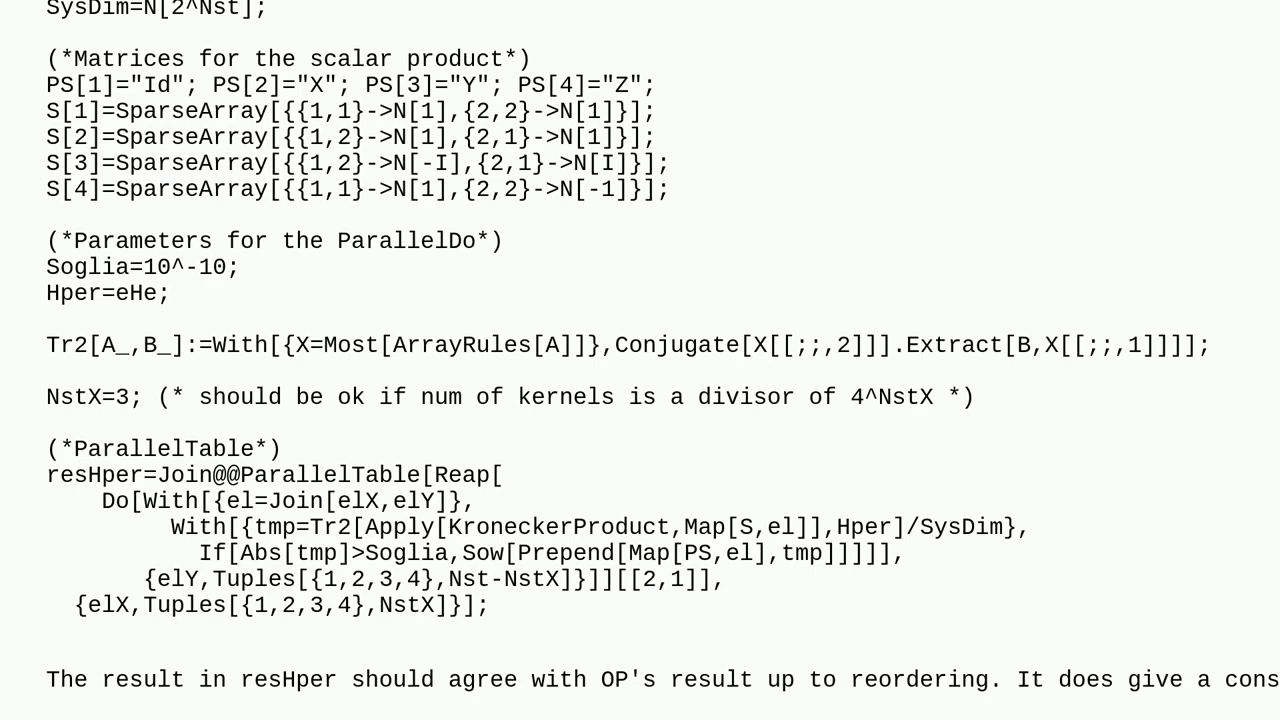 SysDim=N[2^Nst];
(*Matrices for the scalar product*)
PS[1]="Id"; PS[2]="X"; PS[3]="Y"; PS[4]="Z";
S[1]=SparseArray[{{1,1}->N[1],{2,2}->N[1]}];
S[2]=SparseArray[{{1,2}->N[1],{2,1}->N[1]}];
S[3]=SparseArray[{{1,2}->N[-I],{2,1}->N[I]}];
S[4]=SparseArray[{{1,1}->N[1],{2,2}->N[-1]}];
(*Parameters for the ParallelDo*)
Soglia=10^-10;
Hper=eHe;
Tr2[A_,B_]:=With[{X=Most[ArrayRules[A]]},Conjugate[X[[;;,2]]].Extract[B,X[[;;,1]]]];
NstX=3; (* should be ok if num of kernels is a divisor of 4^NstX *)
(*ParallelTable*)
resHper=Join@@ParallelTable[Reap[
Do[With[{el=Join[elX,elY]},
With[{tmp=Tr2[Apply[KroneckerProduct,Map[S,el]],Hper]/SysDim},
If[Abs[tmp]>Soglia,Sow[Prepend[Map[PS,el],tmp]]]]],
{elY,Tuples[{1,2,3,4},Nst-NstX]}]][[2,1]],
{elX,Tuples[{1,2,3,4},NstX]}];
The result in resHper should agree with OP's result up to reordering. It does give a cons